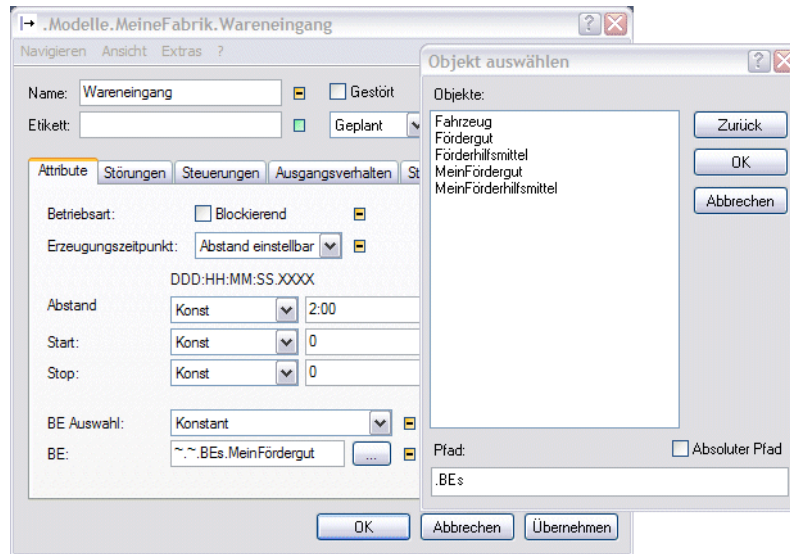 .Modelle.MeineFabrik.Wareneingang
Navigieren Ansicht Extras ?
Name: Wareneingang Gestört
Etikett: Geplant
Attribute Störungen Steuerungen Ausgangsverhalten St
Betriebsart: Blockierend
Erzeugungszeitpunkt: Abstand einstellbar
DDD:HH:MM:SS.XXXX
Abstand Konst 2:00
Start: Konst 0
Stop: Konst 0
BE Auswahl: Konstant
BE: ~.~.BEs.MeinFördergut ...
OK Abbrechen Übernehmen
Objekt auswählen
Objekte:
Fahrzeug
Fördergut
Förderhilfsmittel
MeinFördergut
MeinFörderhilfsmittel
Zurück
OK
Abbrechen
Pfad: Absoluter Pfad
.BEs